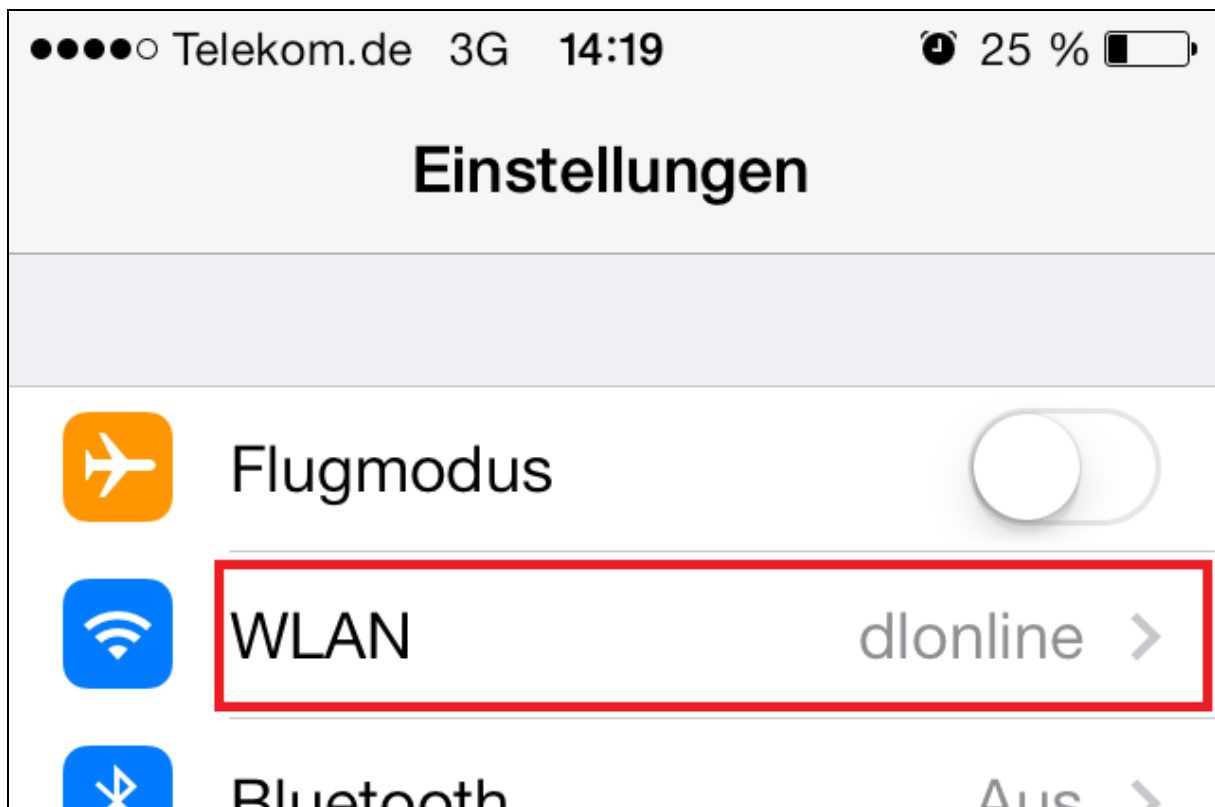 Telekom.de 3G 14:19 25 %
Einstellungen
Flugmodus
WLAN dlonline
Bluetooth Aus